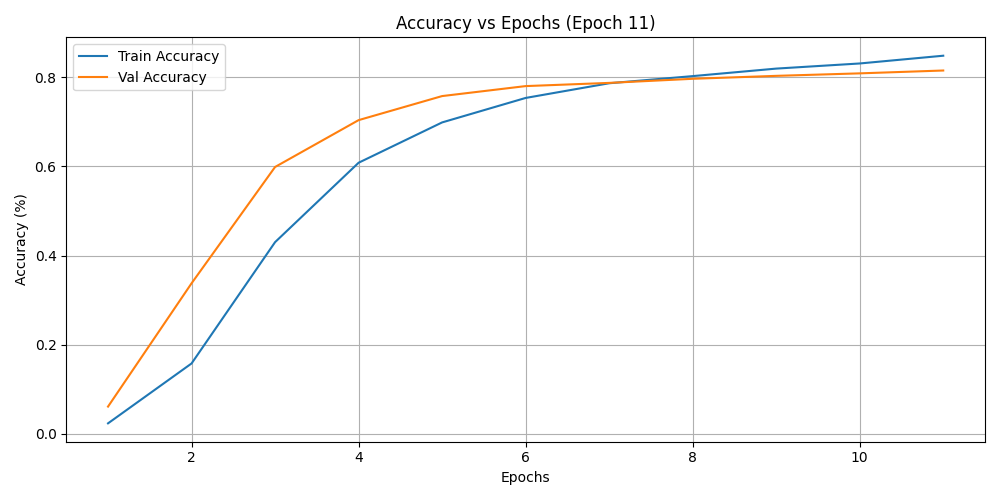 Accuracy vs Epochs (Epoch 11)
Train Accuracy
Val Accuracy
Accuracy (%)
0.8
0.6
0.4
0.2
0.0
2 4 6 8 10
Epochs